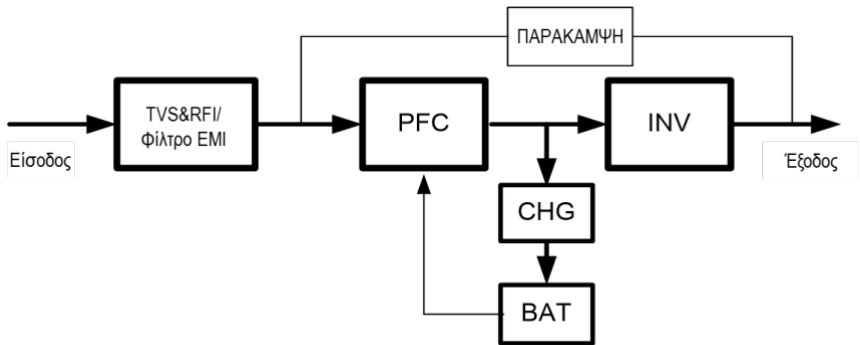 ΠΑΡΑΚΑΜΨΗ
TVS&RFI/
Φίλτρο EMI
PFC
INV
Είσοδος
Έξοδος
CHG
BAT